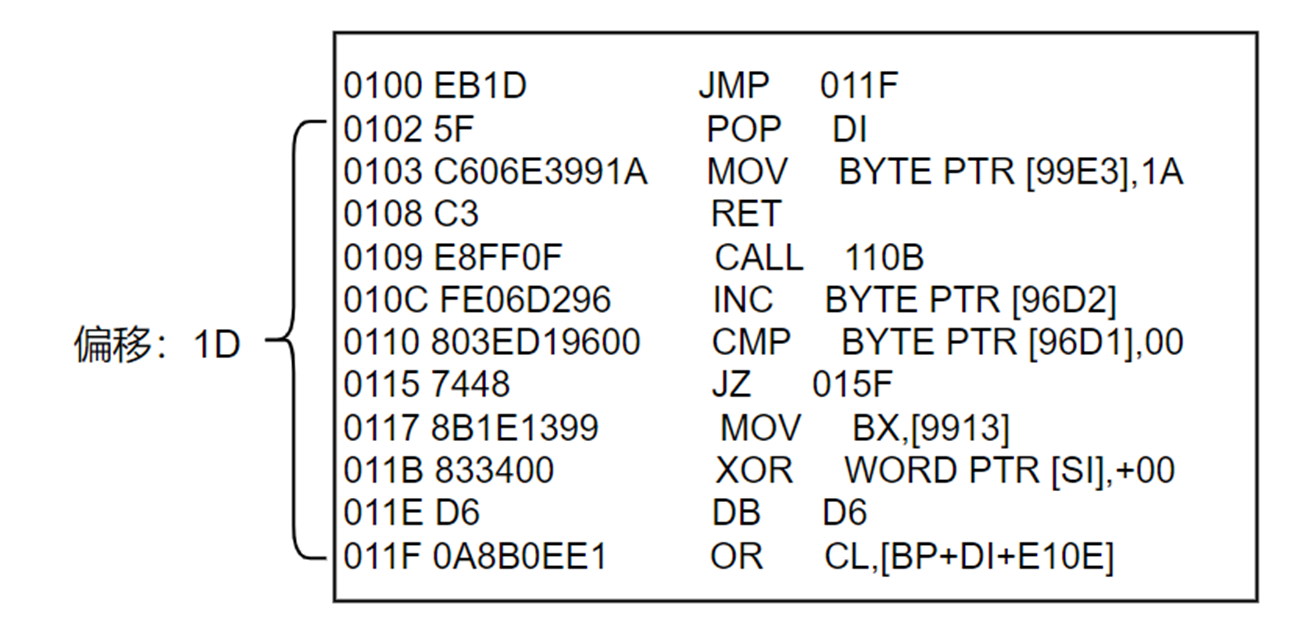 0100 EB1D JMP 011F
0102 5F POP DI
0103 C606E3991A MOV BYTE PTR [99E3],1A
0108 C3 RET
0109 E8FF0F CALL 110B
010C FE06D296 INC BYTE PTR [96D2]
偏移：1D
0110 803ED19600 CMP BYTE PTR [96D1],00
0115 7448 JZ 015F
0117 8B1E1399 MOV BX,[9913]
011B 833400 XOR WORD PTR [SI],+00
011E D6 DB D6
011F 0A8B0EE1 OR CL,[BP+DI+E10E]